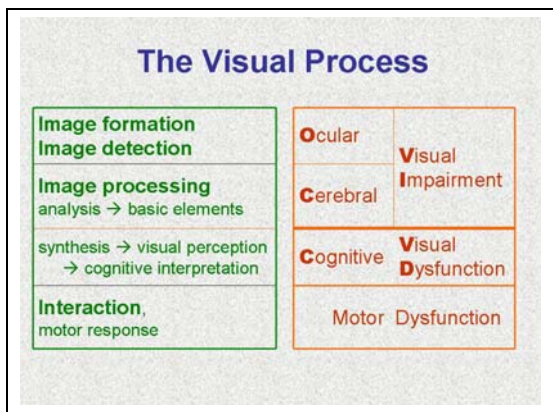 The Visual Process
Image formation
Image detection
Image processing
analysis → basic elements
synthesis → visual perception
→ cognitive interpretation
Interaction,
motor response
Ocular
Cerebral
Visual
Impairment
Cognitive
Visual
Dysfunction
Motor Dysfunction